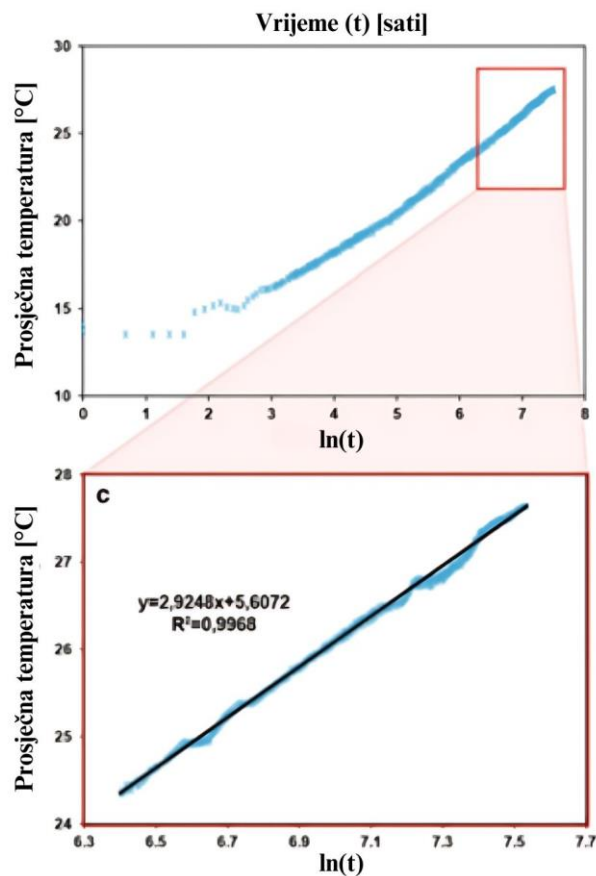 Vrijeme (t) [sati]
Prosječna temperatura [°C]
30
25
20
15
10
0 1 2 3 4 5 6 7 8
ln(t)
Prosječna temperatura [°C]
28
27
26
25
24
c
y=2,9248x+5,6072
R²=0,9968
6.3 6.5 6.7 6.9 7.1 7.3 7.5 7.7
ln(t)